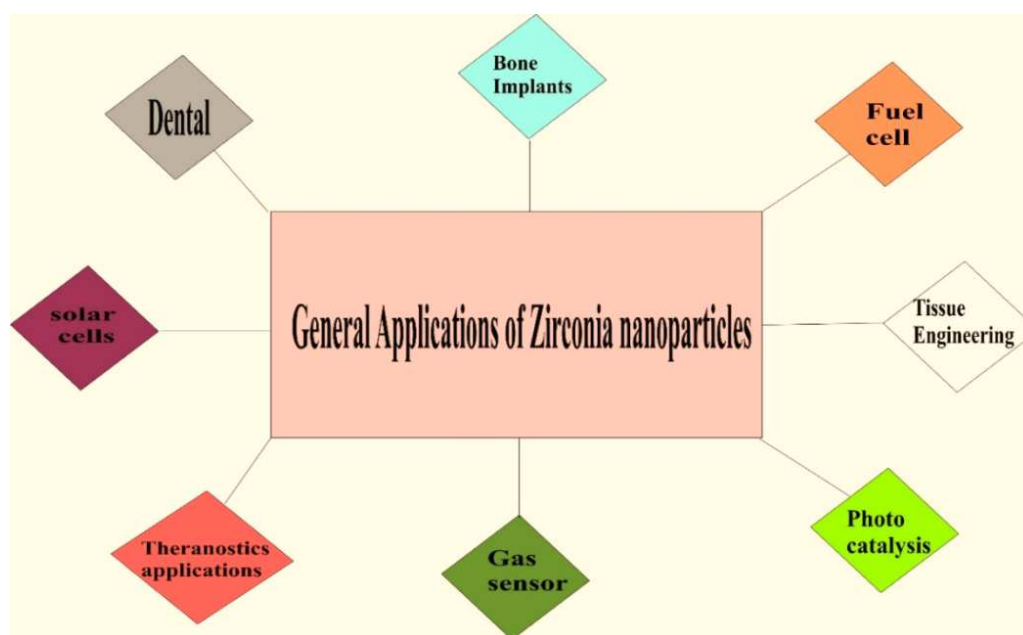 Bone
Implants
Dental
Fuel
cell
General Applications of Zirconia nanoparticles
solar
cells
Tissue
Engineering
Theranostics
applications
Gas
sensor
Photo
catalysis